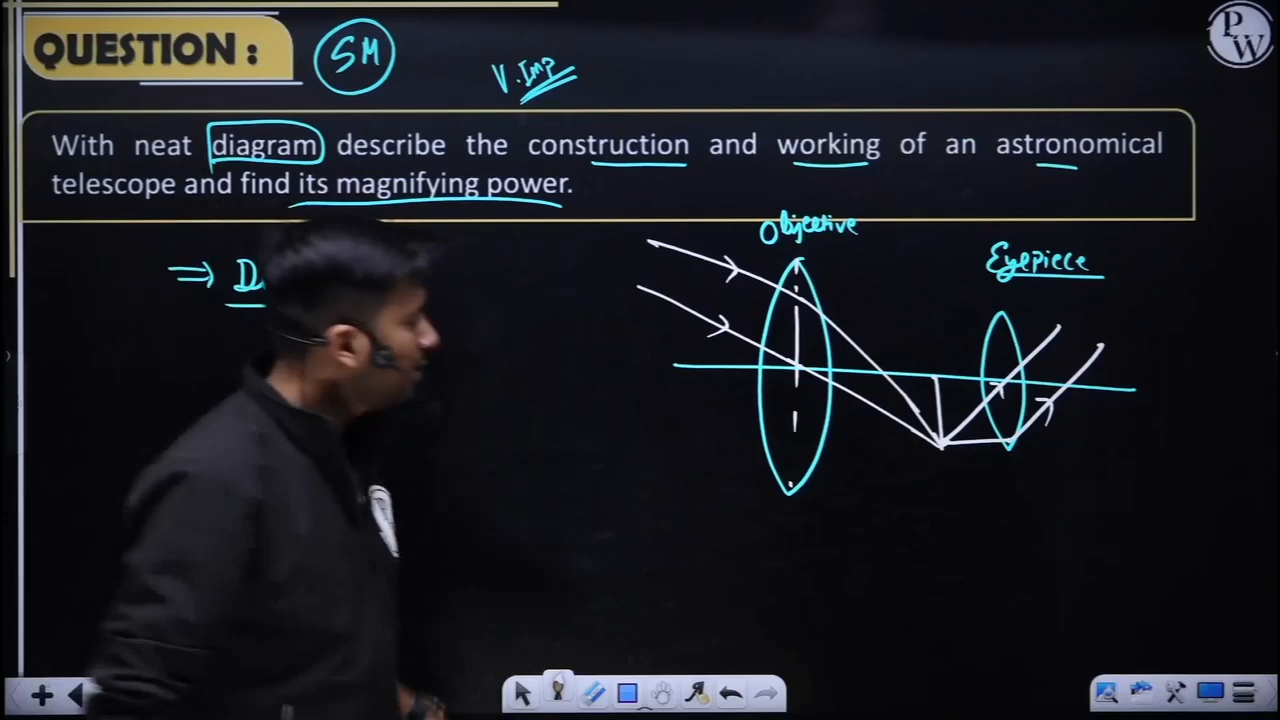 QUESTION :
5M
V. Imp
PW
With neat diagram describe the construction and working of an astronomical
telescope and find its magnifying power.
Objective
Eyepiece